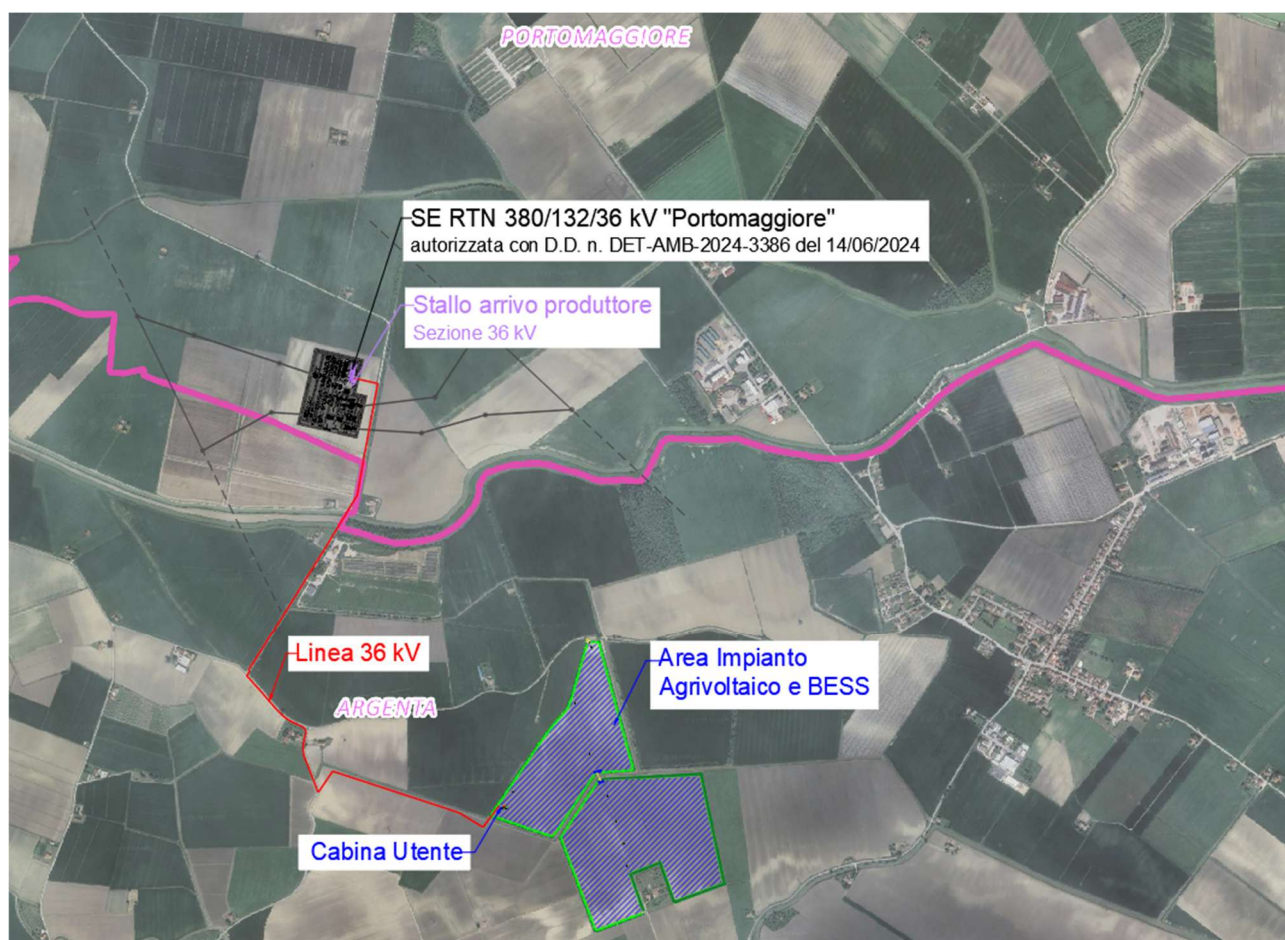 PORTOMAGGIORE
SE RTN 380/132/36 kV "Portomaggiore"
autorizzata con D.D. n. DET-AMB-2024-3386 del 14/06/2024
Stallo arrivo produttore
Sezione 36 kV
Linea 36 kV
Area Impianto
Agrivoltaico e BESS
ARGENTA
Cabina Utente